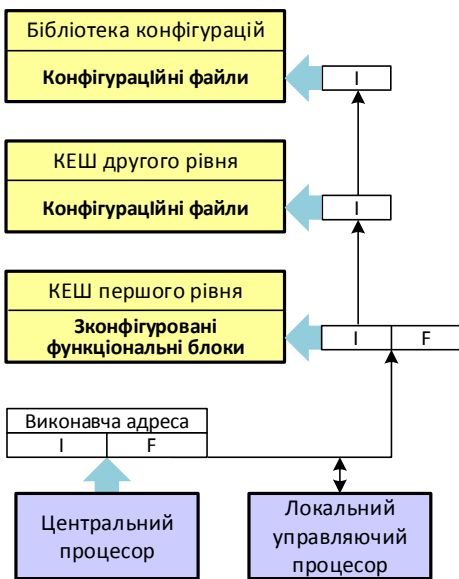 Бібліотека конфігурацій
Конфігураційні файли
I
КЕШ другого рівня
Конфігураційні файли
I
КЕШ першого рівня
Зконфігуровані
функціональні блоки
I F
Виконавча адреса
I F
Центральний
процесор
Локальний
управляючий
процесор